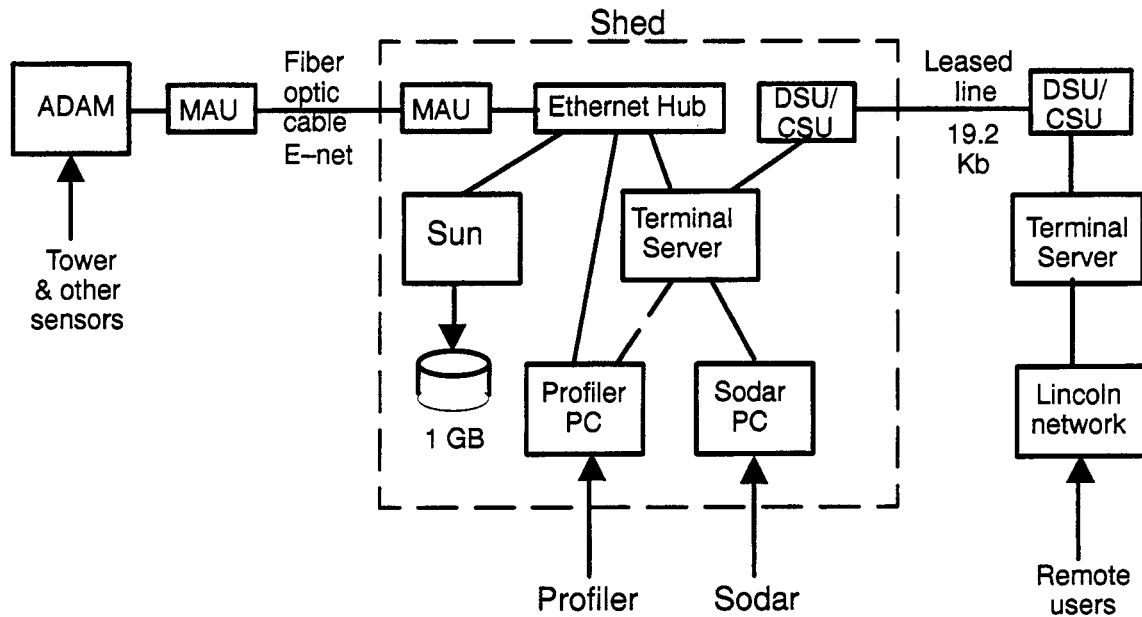 Shed
ADAM
MAU
Fiber
optic
cable
E–net
MAU
Ethernet Hub
DSU/
CSU
Leased
line
19.2
Kb
DSU/
CSU
Sun
Terminal
Server
Terminal
Server
Tower
& other
sensors
1 GB
Profiler
PC
Sodar
PC
Lincoln
network
Profiler
Sodar
Remote
users